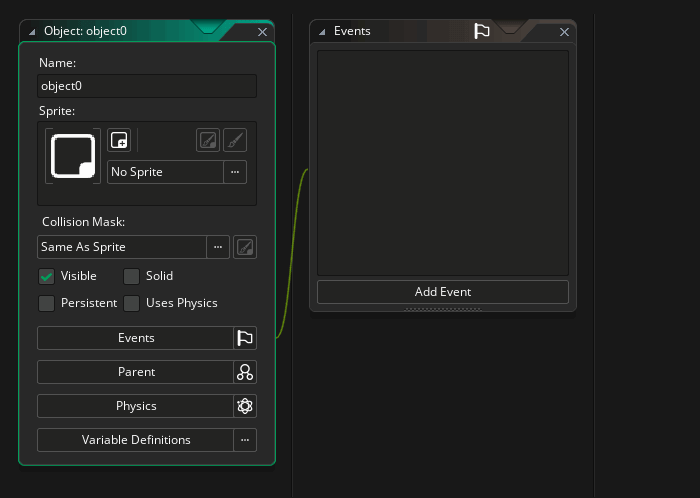 Object: object0
Name:
object0
Sprite:
No Sprite
Collision Mask:
Same As Sprite
Visible
Solid
Persistent
Uses Physics
Events
Parent
Physics
Variable Definitions
Events
Add Event